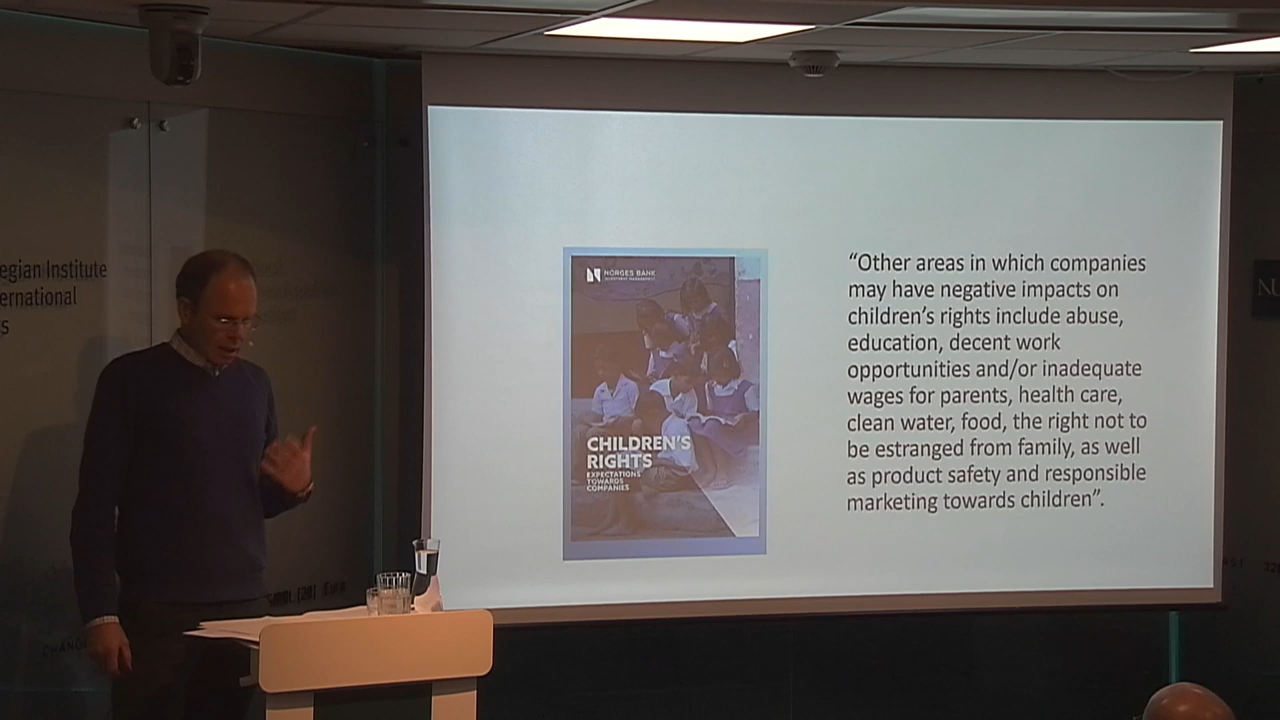 egian Institute
ernational
s
NORGES BANK
INVESTMENT MANAGEMENT
CHILDREN'S
RIGHTS
EXPECTATIONS
TOWARDS
COMPANIES
“Other areas in which companies
may have negative impacts on
children’s rights include abuse,
education, decent work
opportunities and/or inadequate
wages for parents, health care,
clean water, food, the right not to
be estranged from family, as well
as product safety and responsible
marketing towards children”.